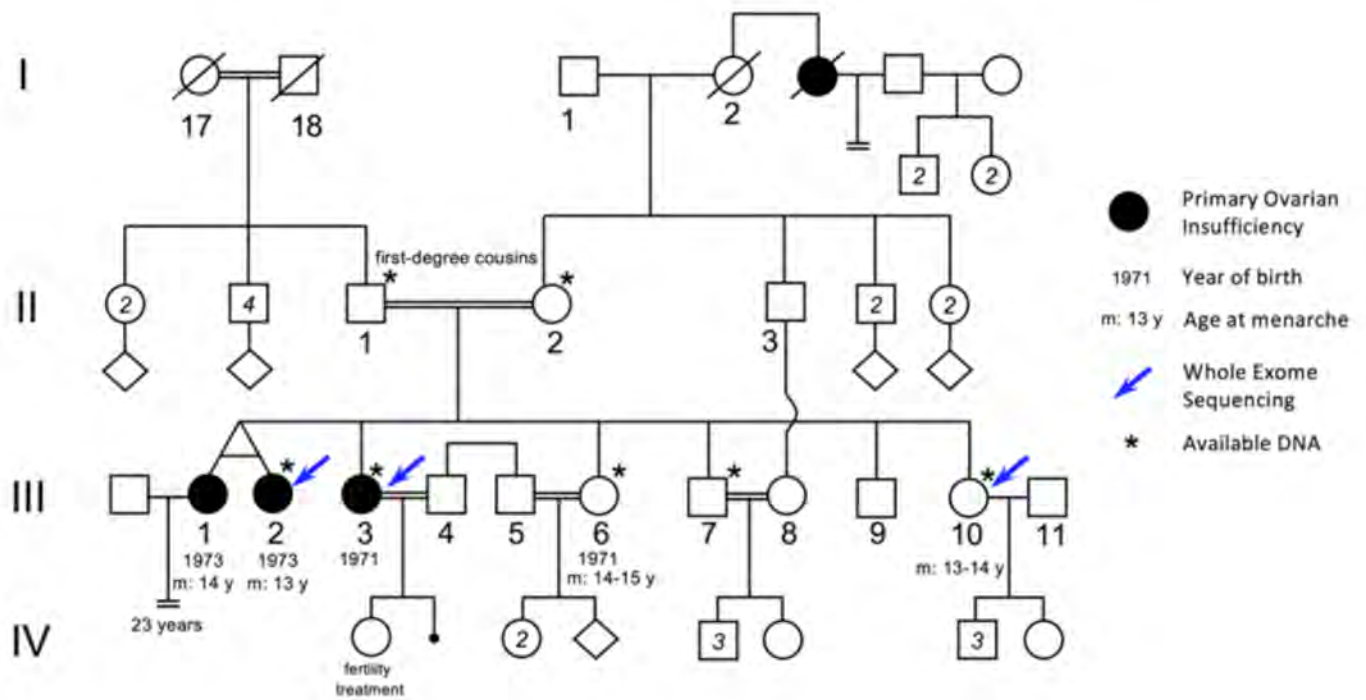 I
17 18
1
2
2 2
Primary Ovarian
Insufficiency
1971 Year of birth
m: 13 y Age at menarche
Whole Exome
Sequencing
* Available DNA
first-degree cousins
* *
II
2 4 2 2
1 2 3
* * * * *
III
1 2 3 4 5 6 7 8 9 10 11
1973 1973 1971 1971
m: 14 y m: 13 y m: 14-15 y m: 13-14 y
23 years
IV
2 3 3
fertility
treatment